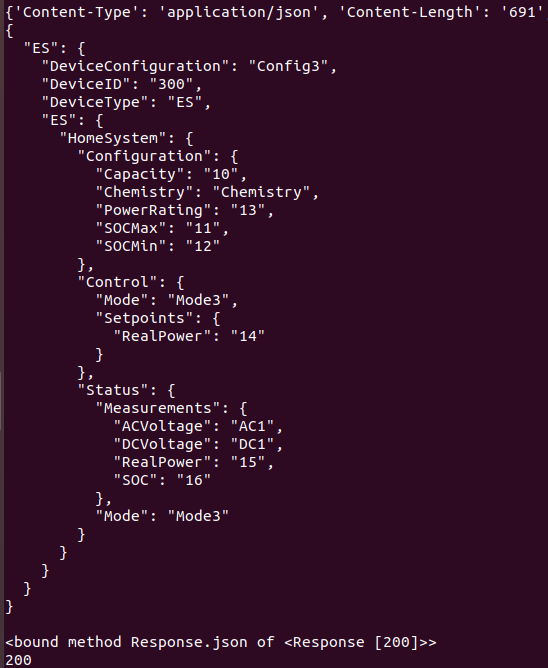 {'Content-Type': 'application/json', 'Content-Length': '691'
{
  "ES": {
    "DeviceConfiguration": "Config3",
    "DeviceID": "300",
    "DeviceType": "ES",
    "ES": {
      "HomeSystem": {
        "Configuration": {
          "Capacity": "10",
          "Chemistry": "Chemistry",
          "PowerRating": "13",
          "SOCMax": "11",
          "SOCMin": "12"
        },
        "Control": {
          "Mode": "Mode3",
          "Setpoints": {
            "RealPower": "14"
          }
        },
        "Status": {
          "Measurements": {
            "ACVoltage": "AC1",
            "DCVoltage": "DC1",
            "RealPower": "15",
            "SOC": "16"
          },
          "Mode": "Mode3"
        }
      }
    }
  }
}

<bound method Response.json of <Response [200]>>
200